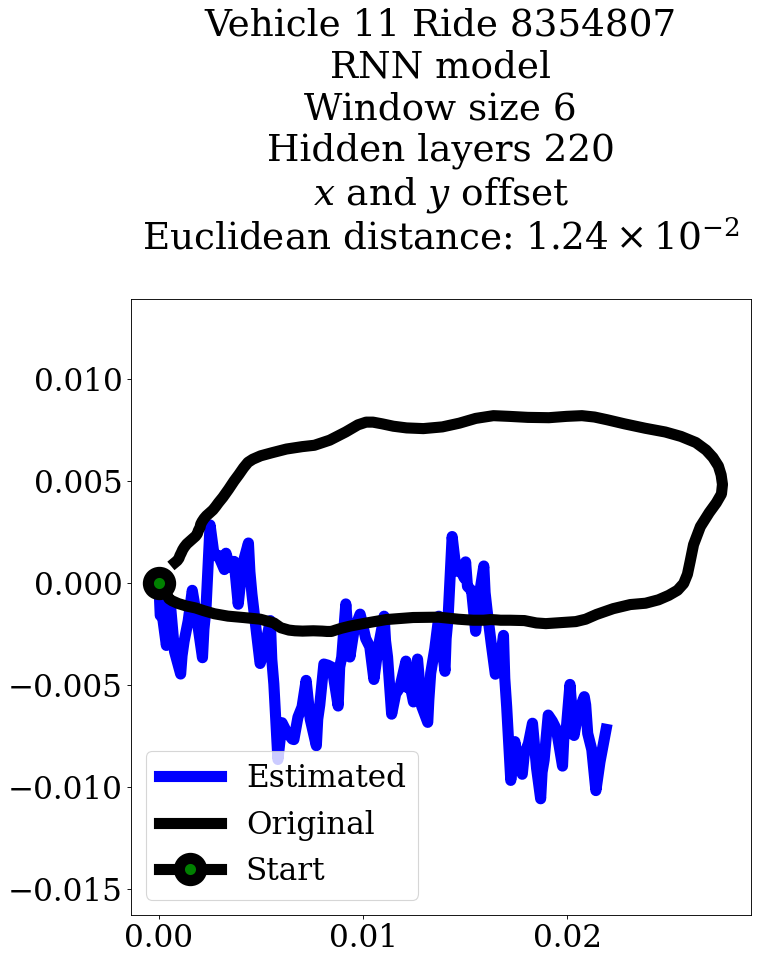 Vehicle 11 Ride 8354807
RNN model
Window size 6
Hidden layers 220
x and y offset
Euclidean distance: 1.24 × 10⁻²
0.010
0.005
0.000
−0.005
−0.010
−0.015
Estimated
Original
Start
0.00 0.01 0.02